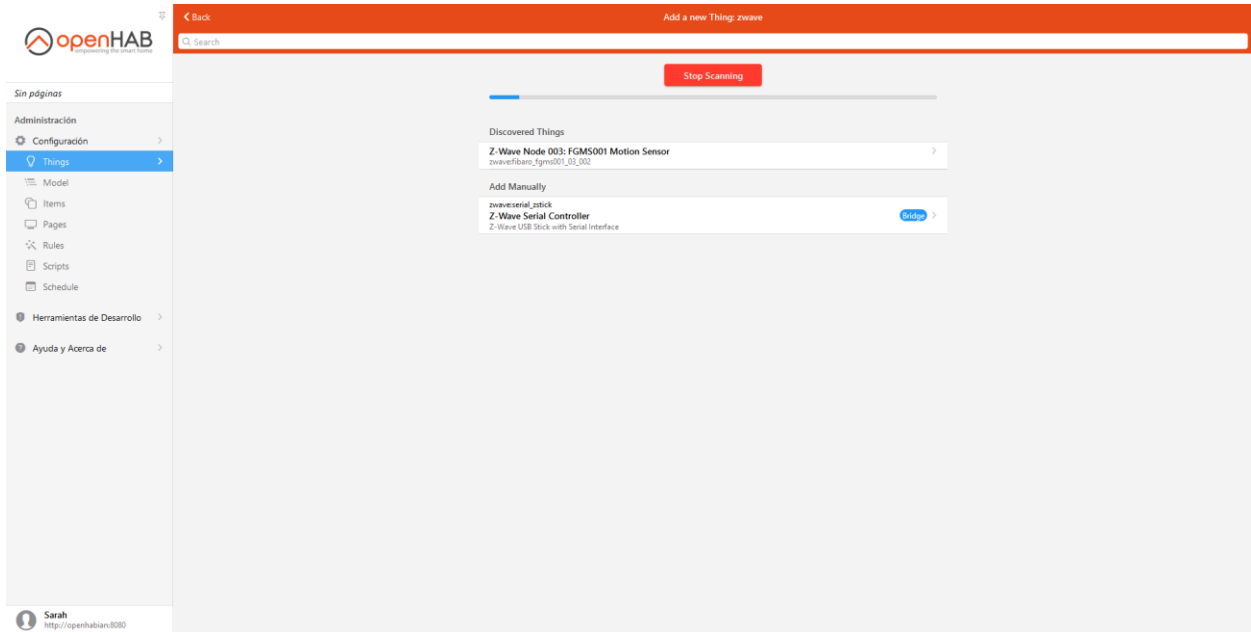 openHAB
empowering the smart home
Sin páginas
Administración
Configuración
Things
Model
Items
Pages
Rules
Scripts
Schedule
Herramientas de Desarrollo
Ayuda y Acerca de
Sarah
http://openhabian:8080
Back
Add a new Thing: zwave
Search
Stop Scanning
Discovered Things
Z-Wave Node 003: FGMS001 Motion Sensor
zwave:fibaro_fgms001_03_002
Add Manually
zwave:serial_zstick
Z-Wave Serial Controller
Bridge
Z-Wave USB Stick with Serial Interface